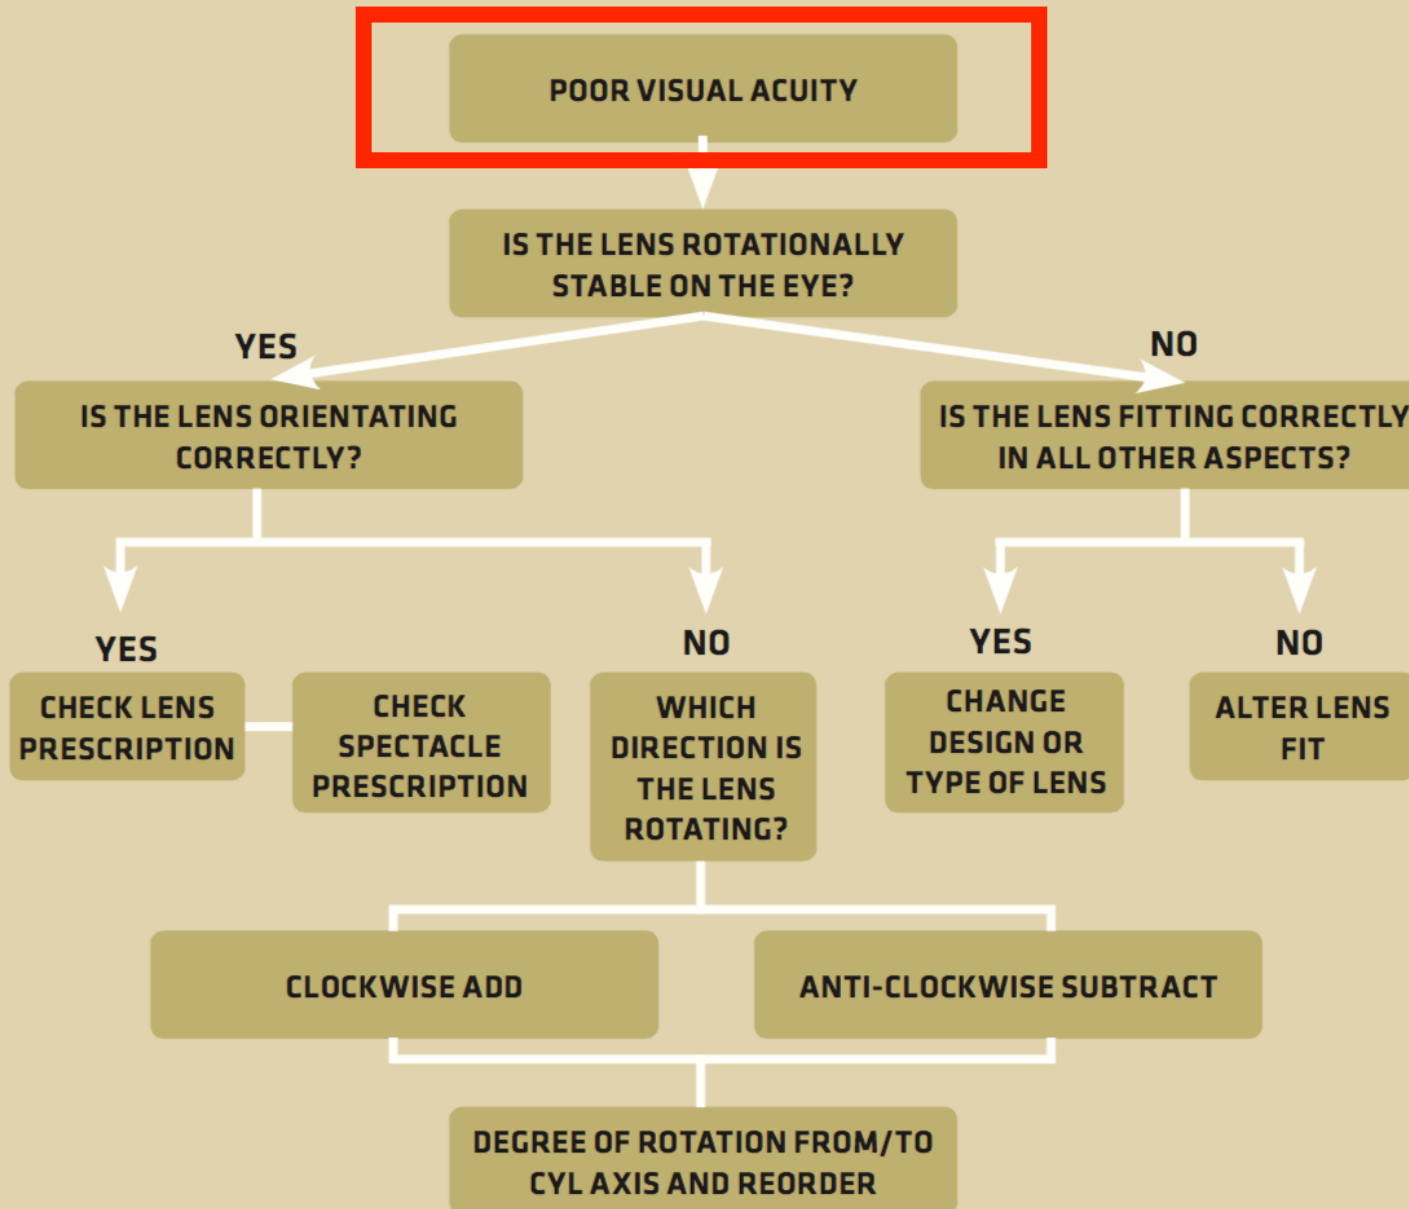 POOR VISUAL ACUITY
IS THE LENS ROTATIONALLY
STABLE ON THE EYE?
YES
NO
IS THE LENS ORIENTATING
CORRECTLY?
IS THE LENS FITTING CORRECTLY
IN ALL OTHER ASPECTS?
YES
NO
YES
NO
CHECK LENS
PRESCRIPTION
CHECK
SPECTACLE
PRESCRIPTION
WHICH
DIRECTION IS
THE LENS
ROTATING?
CHANGE
DESIGN OR
TYPE OF LENS
ALTER LENS
FIT
CLOCKWISE ADD
ANTI-CLOCKWISE SUBTRACT
DEGREE OF ROTATION FROM/TO
CYL AXIS AND REORDER